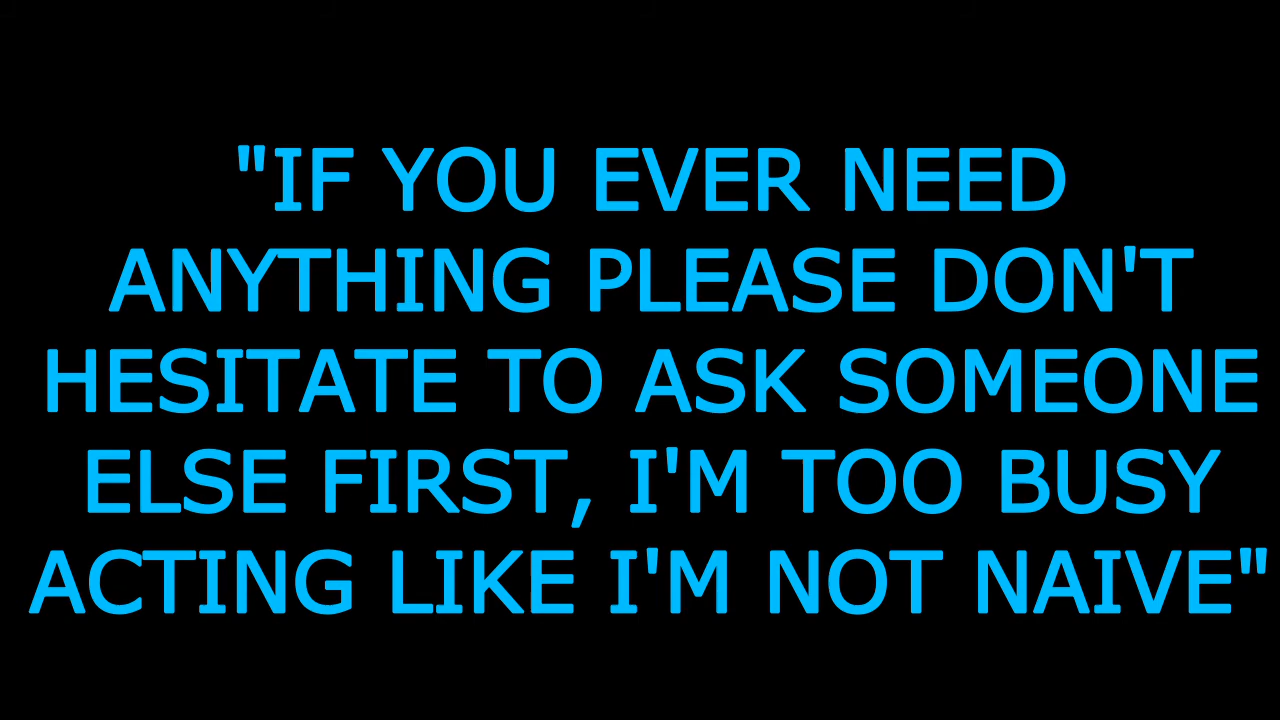 "IF YOU EVER NEED
ANYTHING PLEASE DON'T
HESITATE TO ASK SOMEONE
ELSE FIRST, I'M TOO BUSY
ACTING LIKE I'M NOT NAIVE"